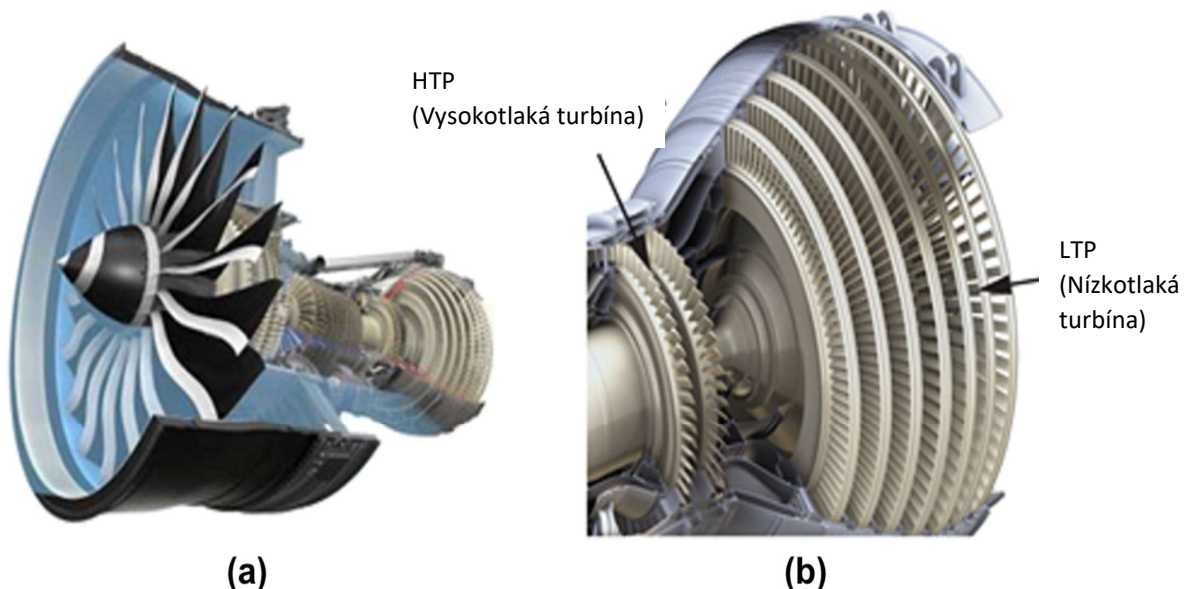 HTP
(Vysokotlaká turbína)
LTP
(Nízkotlaká
turbína)
(a)
(b)